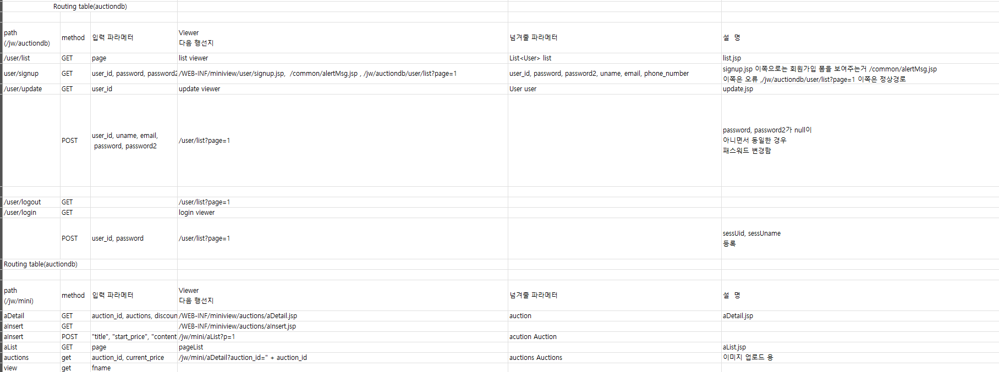 Routing table(auctiondb)
path
(/jw/auctiondb)
method
입력 파라메터
Viewer
다음 행선지
넘겨줄 파라메터
설 명
/user/list GET page list viewer List<User> list list.jsp
user/signup GET user_id, password, password2 /WEB-INF/miniview/user/signup.jsp, /common/alertMsg.jsp , /jw/auctiondb/user/list?page=1 user_id, password, password2, uname, email, phone_number
signup.jsp 이쪽으로는 회원가입 폼을 보여주는거 /common/alertMsg.jsp
이쪽은 오류 ,/jw/auctiondb/user/list?page=1 이쪽은 정상경로
/user/update GET user_id update viewer User user update.jsp
POST
user_id, uname, email,
password, password2
/user/list?page=1
password, password2가 null이
아니면서 동일한 경우
패스워드 변경함
/user/logout GET /user/list?page=1
/user/login GET login viewer
POST user_id, password /user/list?page=1
sessUid, sessUname
등록
Routing table(auctiondb)
path
(/jw/mini)
method
입력 파라메터
Viewer
다음 행선지
넘겨줄 파라메터
설 명
aDetail GET auction_id, auctions, discoun /WEB-INF/miniview/auctions/aDetail.jsp auction aDetail.jsp
aInsert GET /WEB-INF/miniview/auctions/aInsert.jsp
aInsert POST "title", "start_price", "content /jw/mini/aList?p=1 acution Auction
aList GET page pageList aList.jsp
auctions get auction_id, current_price /jw/mini/aDetail?auction_id=" + auction_id auctions Auctions 이미지 업로드 용
view get fname